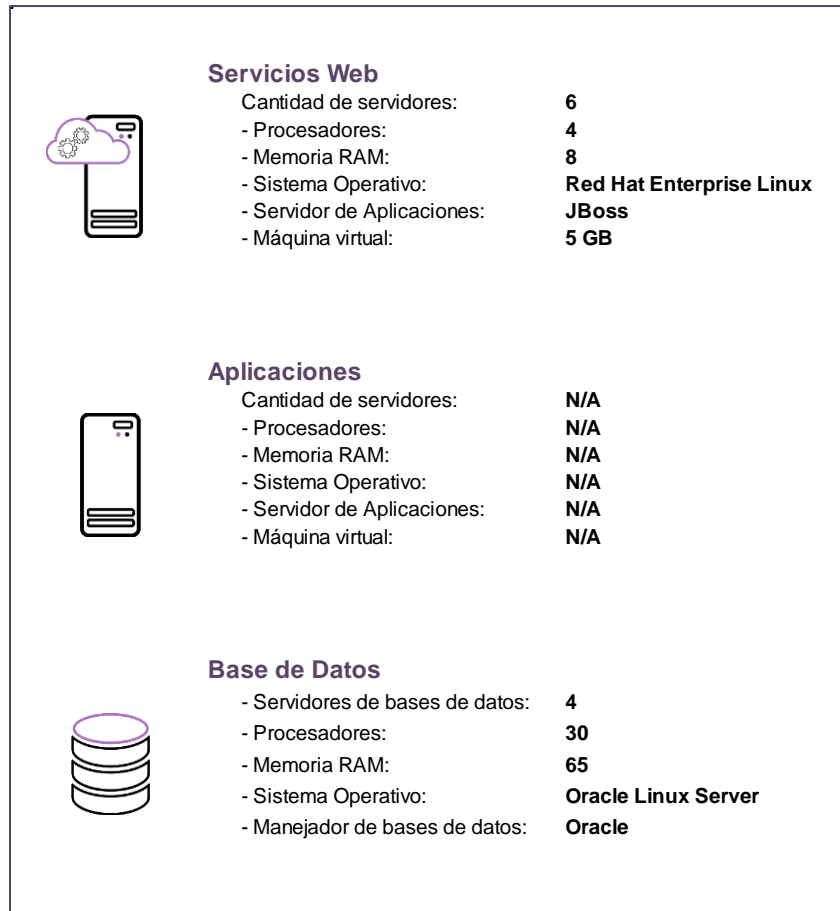 Servicios Web
Cantidad de servidores: 6
- Procesadores: 4
- Memoria RAM: 8
- Sistema Operativo: Red Hat Enterprise Linux
- Servidor de Aplicaciones: JBoss
- Máquina virtual: 5 GB
Aplicaciones
Cantidad de servidores: N/A
- Procesadores: N/A
- Memoria RAM: N/A
- Sistema Operativo: N/A
- Servidor de Aplicaciones: N/A
- Máquina virtual: N/A
Base de Datos
- Servidores de bases de datos: 4
- Procesadores: 30
- Memoria RAM: 65
- Sistema Operativo: Oracle Linux Server
- Manejador de bases de datos: Oracle